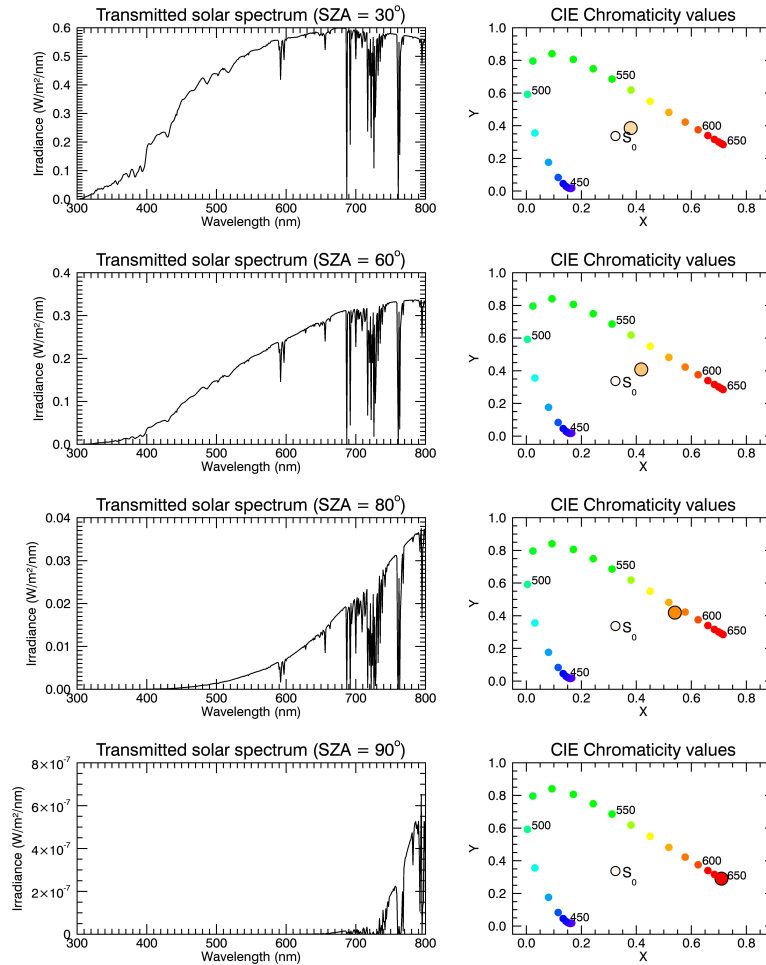 Transmitted solar spectrum (SZA = 30°)
0.6
0.5
0.4
0.3
0.2
0.1
0.0
Irradiance (W/m²/nm)
300 400 500 600 700 800
Wavelength (nm)
CIE Chromaticity values
1.0
0.8
0.6
0.4
0.2
0.0
Y
500
550
600
650
450
S₀
0.0 0.2 0.4 0.6 0.8
X
Transmitted solar spectrum (SZA = 60°)
0.4
0.3
0.2
0.1
0.0
Irradiance (W/m²/nm)
300 400 500 600 700 800
Wavelength (nm)
CIE Chromaticity values
1.0
0.8
0.6
0.4
0.2
0.0
Y
500
550
600
650
450
S₀
0.0 0.2 0.4 0.6 0.8
X
Transmitted solar spectrum (SZA = 80°)
0.04
0.03
0.02
0.01
0.00
Irradiance (W/m²/nm)
300 400 500 600 700 800
Wavelength (nm)
CIE Chromaticity values
1.0
0.8
0.6
0.4
0.2
0.0
Y
500
550
600
650
450
S₀
0.0 0.2 0.4 0.6 0.8
X
Transmitted solar spectrum (SZA = 90°)
8×10⁻⁷
6×10⁻⁷
4×10⁻⁷
2×10⁻⁷
0
Irradiance (W/m²/nm)
300 400 500 600 700 800
Wavelength (nm)
CIE Chromaticity values
1.0
0.8
0.6
0.4
0.2
0.0
Y
500
550
600
650
450
S₀
0.0 0.2 0.4 0.6 0.8
X